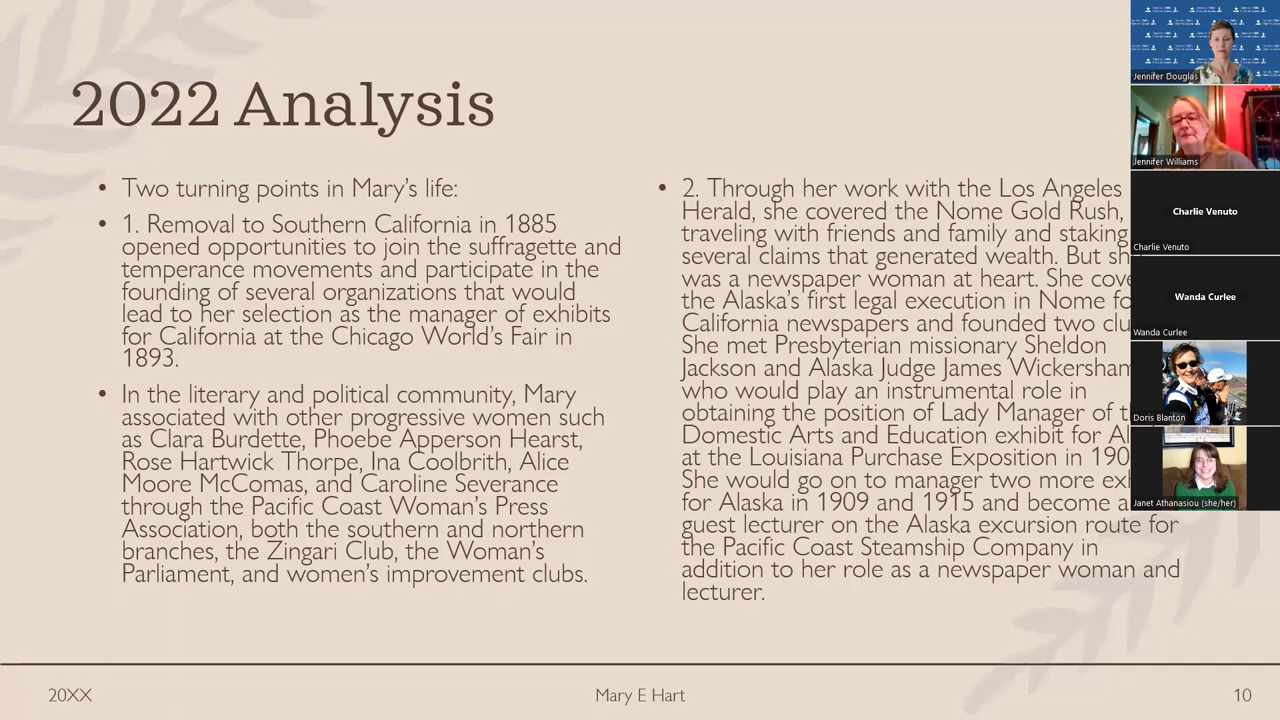 2022 Analysis
• Two turning points in Mary's life:
• 1. Removal to Southern California in 1885
opened opportunities to join the suffragette and
temperance movements and participate in the
founding of several organizations that would
lead to her selection as the manager of exhibits
for California at the Chicago World's Fair in
1893.
• In the literary and political community, Mary
associated with other progressive women such
as Clara Burdette, Phoebe Apperson Hearst,
Rose Hartwick Thorpe, Ina Coolbrith, Alice
Moore McComas, and Caroline Severance
through the Pacific Coast Woman's Press
Association, both the southern and northern
branches, the Zingari Club, the Woman's
Parliament, and women's improvement clubs.
• 2. Through her work with the Los Angeles
Herald, she covered the Nome Gold Rush,
traveling with friends and family and staking
several claims that generated wealth. But
was a newspaper woman at heart. She
the Alaska's first legal execution in Nome
California newspapers and founded two
She met Presbyterian missionary Sheldon
Jackson and Alaska Judge James Wickersham
who would play an instrumental role in
obtaining the position of Lady Manager of
Domestic Arts and Education exhibit for
at the Louisiana Purchase Exposition in
She would go on to manager two more
for Alaska in 1909 and 1915 and become a
guest lecturer on the Alaska excursion route for
the Pacific Coast Steamship Company in
addition to her role as a newspaper woman and
lecturer.
20XX
Mary E Hart
10
Jennifer Douglas
Jennifer Williams
Charlie Venuto
Charlie Venuto
Wanda Curlee
Wanda Curlee
Doris Blanton
Janet Athanasiou (she/her)